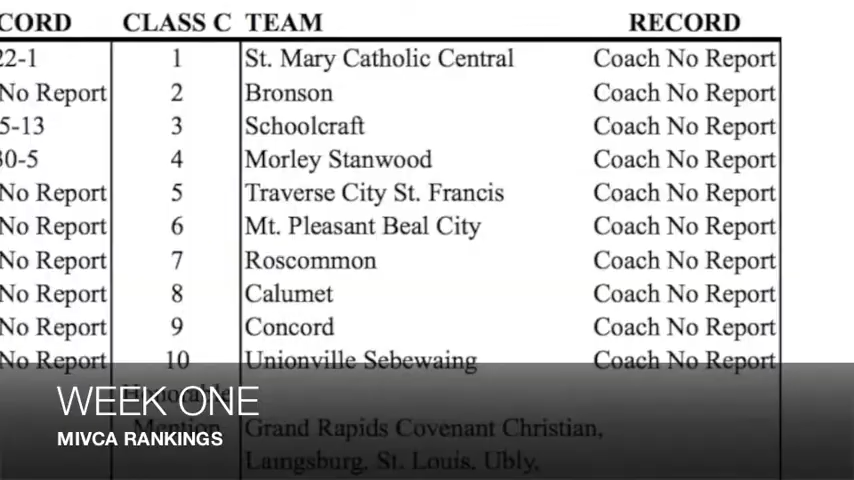 CORD CLASS C TEAM RECORD
22-1 1 St. Mary Catholic Central Coach No Report
No Report 2 Bronson Coach No Report
5-13 3 Schoolcraft Coach No Report
30-5 4 Morley Stanwood Coach No Report
No Report 5 Traverse City St. Francis Coach No Report
No Report 6 Mt. Pleasant Beal City Coach No Report
No Report 7 Roscommon Coach No Report
No Report 8 Calumet Coach No Report
No Report 9 Concord Coach No Report
No Report 10 Unionville Sebewaing Coach No Report
Honorable
WEEK ONE
Mention Grand Rapids Covenant Christian,
MIVCA RANKINGS
Laingsburg, St. Louis, Ubly,